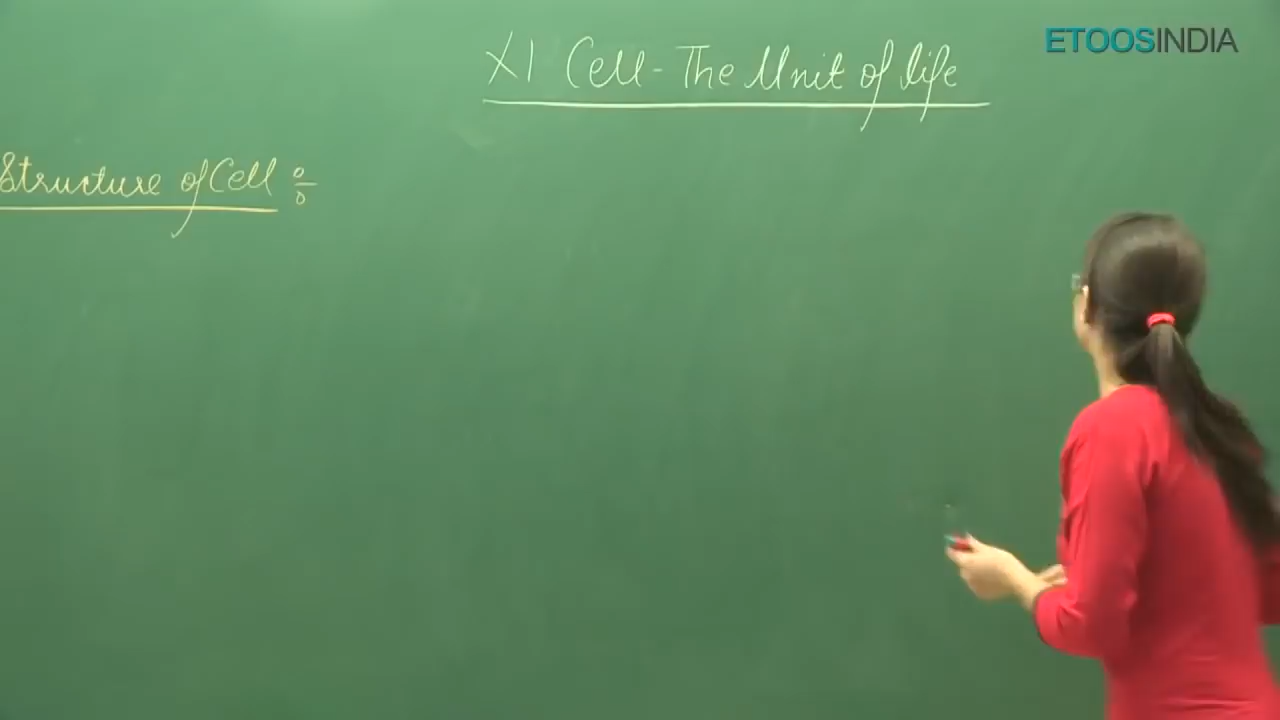 ETOOSINDIA
XI Cell - The Unit of life
Structure of Cell :-